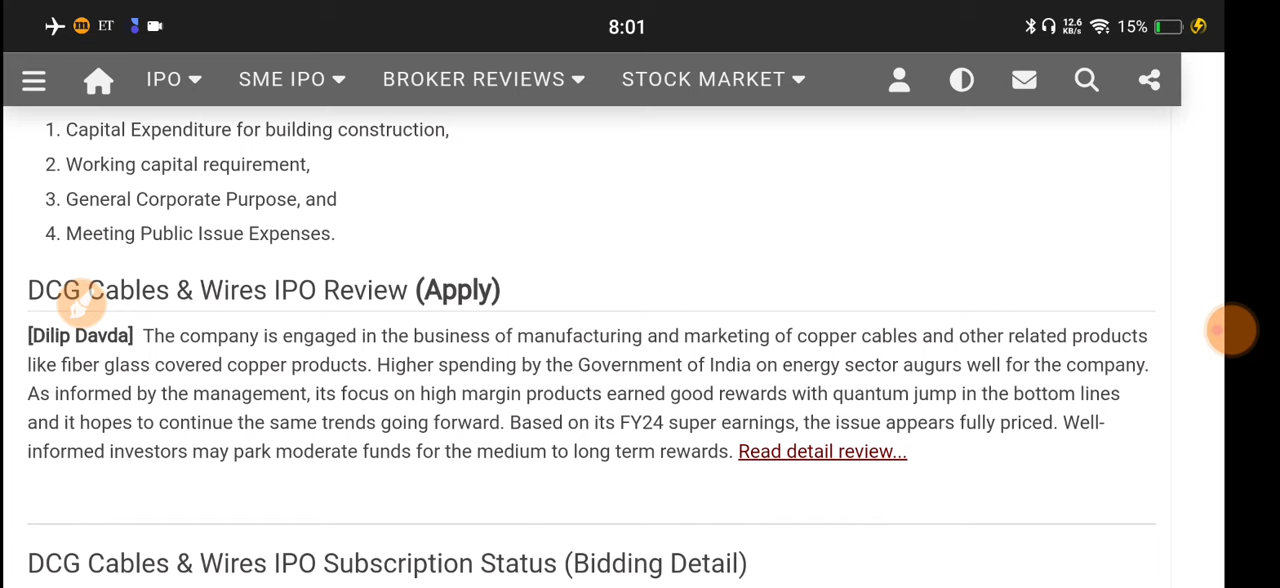 ET 8:01 12.6 KB/s 15%
IPO SME IPO BROKER REVIEWS STOCK MARKET
1. Capital Expenditure for building construction,
2. Working capital requirement,
3. General Corporate Purpose, and
4. Meeting Public Issue Expenses.
DCG Cables & Wires IPO Review (Apply)
[Dilip Davda] The company is engaged in the business of manufacturing and marketing of copper cables and other related products
like fiber glass covered copper products. Higher spending by the Government of India on energy sector augurs well for the company.
As informed by the management, its focus on high margin products earned good rewards with quantum jump in the bottom lines
and it hopes to continue the same trends going forward. Based on its FY24 super earnings, the issue appears fully priced. Well-
informed investors may park moderate funds for the medium to long term rewards. Read detail review...
DCG Cables & Wires IPO Subscription Status (Bidding Detail)